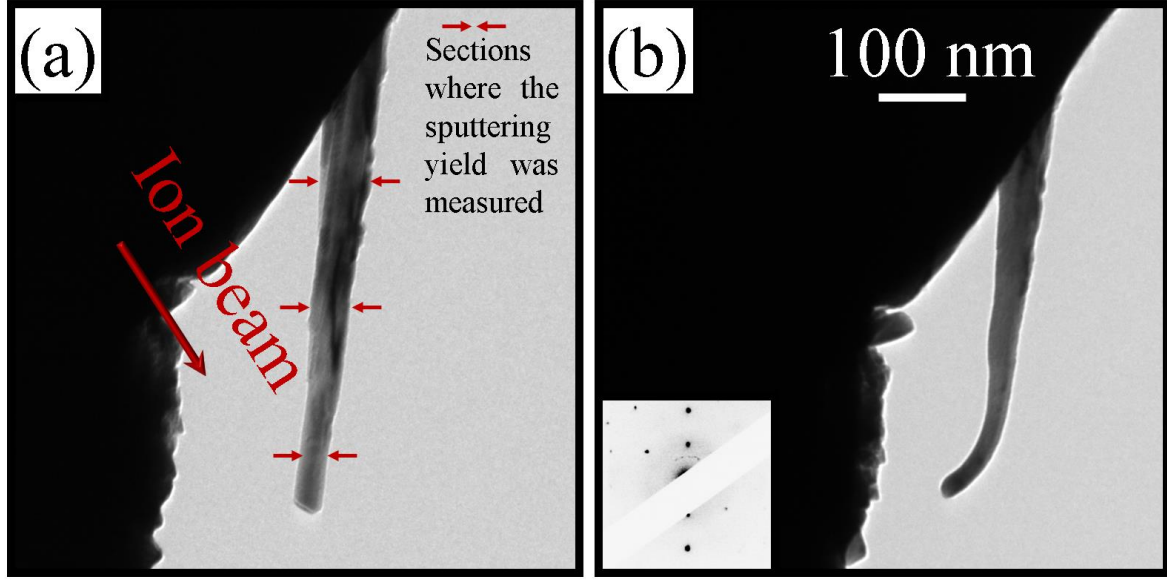 (a)
Sections
where the
sputtering
yield was
measured
Ion beam
(b)
100 nm